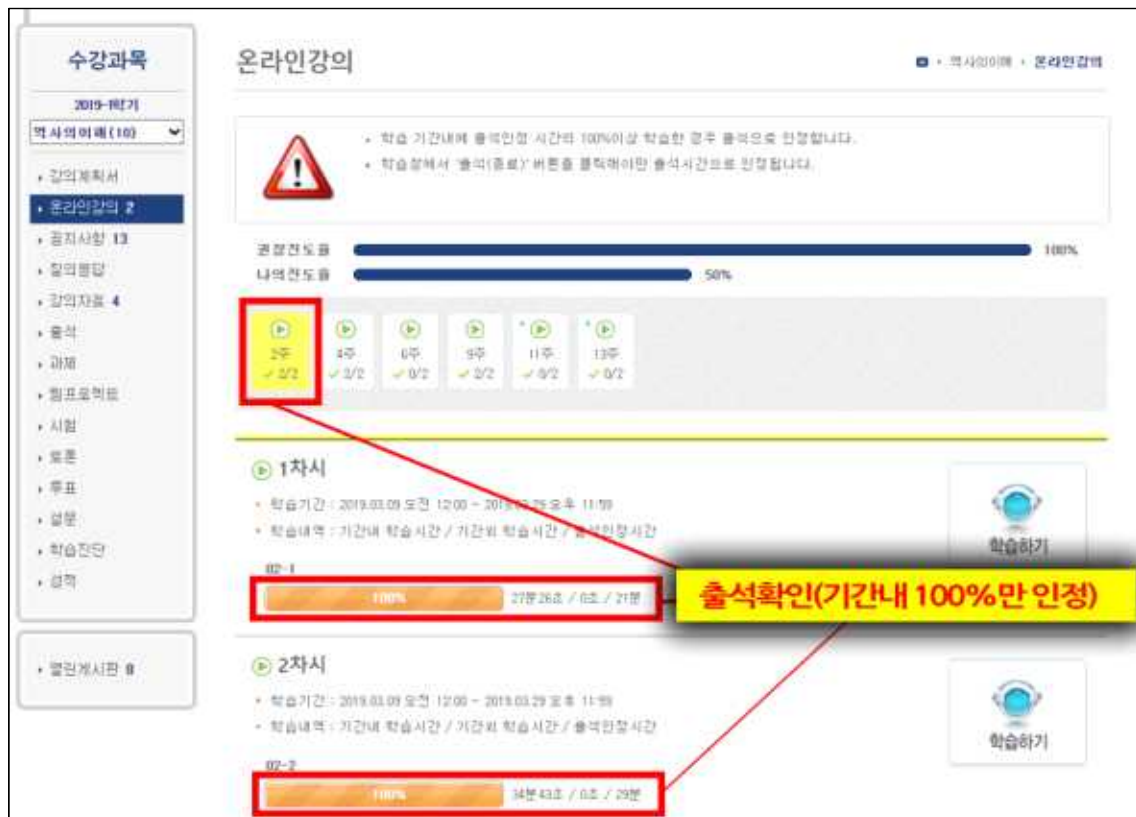 수강과목
2019-1학기
역사의이해(10)
강의계획서
온라인강의 2
공지사항 13
질의응답
강의자료 4
출석
과제
팀프로젝트
시험
토론
투표
설문
학습진단
성적
열린게시판 0
온라인강의
역사의이해 › 온라인강의
학습 기간내에 출석인정 시간의 100%이상 학습한 경우 출석으로 인정합니다.
학습창에서 '출석(종료)' 버튼을 클릭해야만 출석시간으로 인정됩니다.
권장진도율 100%
나의진도율 50%
2주 4주 6주 9주 11주 13주
2/2 0/2 2/2 0/2 0/2
1차시
학습기간 : 2019.03.09 오전 12:00 ~ 2019.03.29 오후 11:59
학습내역 : 기간내 학습시간 / 기간외 학습시간 / 출석인정시간
학습하기
02-1
100% 27분26초 / 0초 / 21분
출석확인(기간내 100%만 인정)
2차시
학습기간 : 2019.03.09 오전 12:00 ~ 2019.03.29 오후 11:59
학습내역 : 기간내 학습시간 / 기간외 학습시간 / 출석인정시간
학습하기
02-2
100% 34분43초 / 0초 / 29분